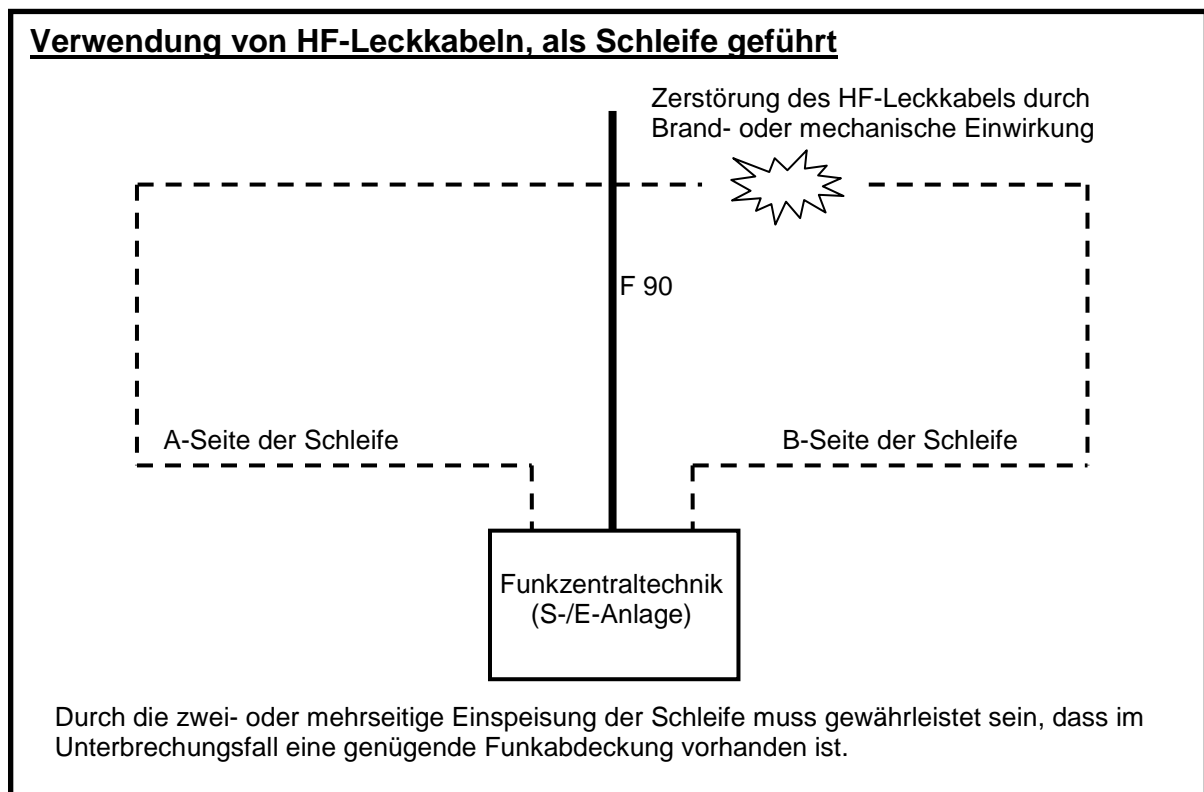 Verwendung von HF-Leckkabeln, als Schleife geführt
Zerstörung des HF-Leckkabels durch
Brand- oder mechanische Einwirkung
F 90
A-Seite der Schleife
B-Seite der Schleife
Funkzentraltechnik
(S-/E-Anlage)
Durch die zwei- oder mehrseitige Einspeisung der Schleife muss gewährleistet sein, dass im
Unterbrechungsfall eine genügende Funkabdeckung vorhanden ist.